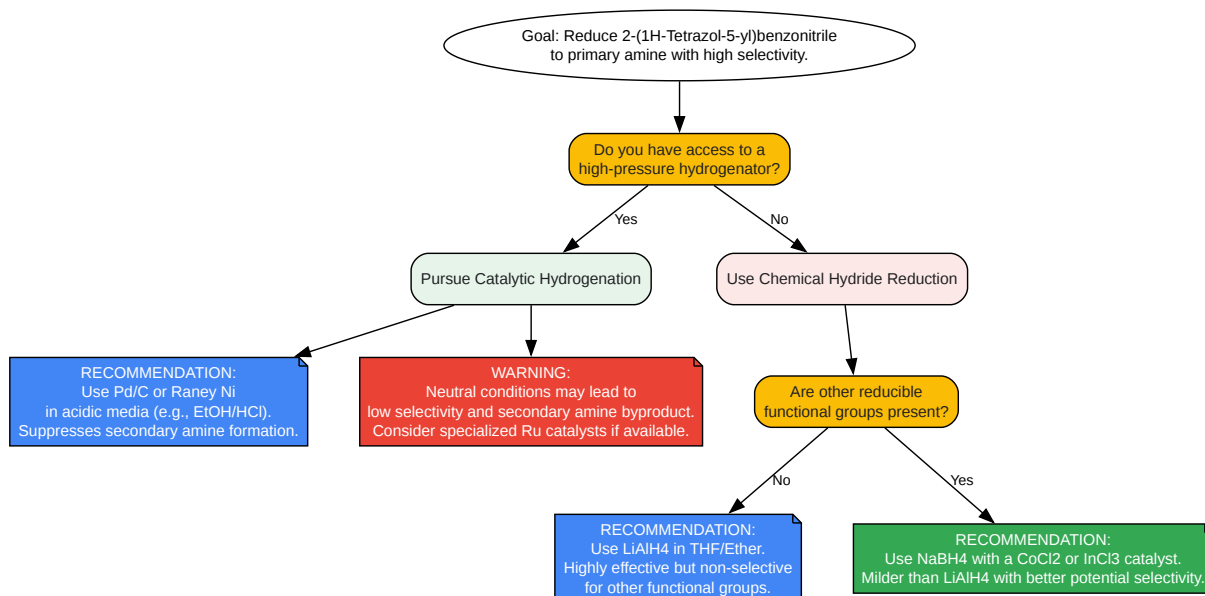 Goal: Reduce 2-(1H-Tetrazol-5-yl)benzonitrile
to primary amine with high selectivity.
Do you have access to a
high-pressure hydrogenator?
Yes
No
Pursue Catalytic Hydrogenation
Use Chemical Hydride Reduction
RECOMMENDATION:
Use Pd/C or Raney Ni
in acidic media (e.g., EtOH/HCl).
Suppresses secondary amine formation.
WARNING:
Neutral conditions may lead to
low selectivity and secondary amine byproduct.
Consider specialized Ru catalysts if available.
Are other reducible
functional groups present?
No
Yes
RECOMMENDATION:
Use LiAlH4 in THF/Ether.
Highly effective but non-selective
for other functional groups.
RECOMMENDATION:
Use NaBH4 with a CoCl2 or InCl3 catalyst.
Milder than LiAlH4 with better potential selectivity.